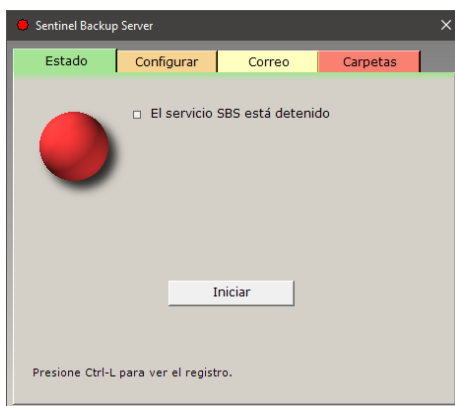 Sentinel Backup Server
Estado
Configurar
Correo
Carpetas
El servicio SBS está detenido
Iniciar
Presione Ctrl-L para ver el registro.